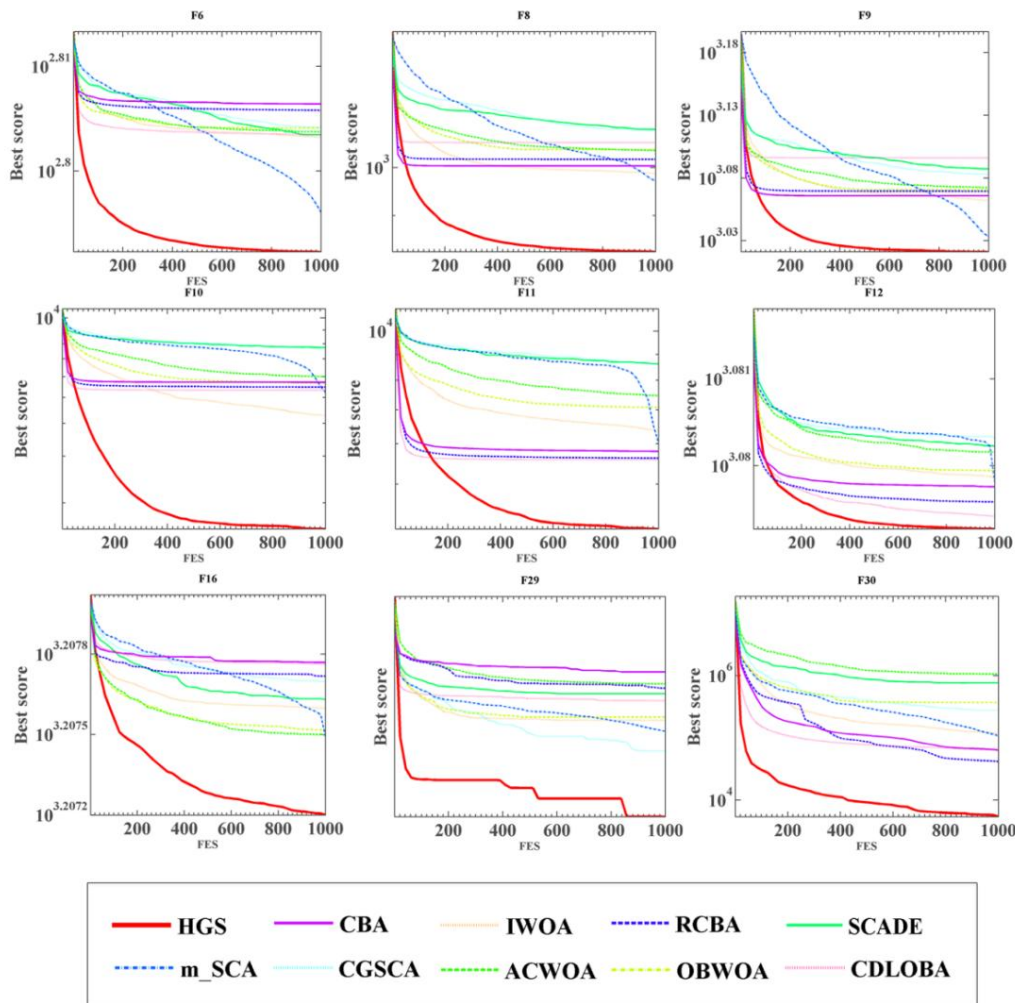 F6
F8
F9
10^2.81
10^2.8
Best score
200 400 600 800 1000
FES
10^3
Best score
200 400 600 800 1000
FES
10^3.18
10^3.13
10^3.08
10^3.03
Best score
200 400 600 800 1000
FES
F10
F11
F12
10^4
Best score
0 200 400 600 800 1000
FES
10^4
Best score
0 200 400 600 800 1000
FES
10^3.081
10^3.08
Best score
200 400 600 800 1000
FES
F16
F29
F30
10^3.2078
10^3.2075
10^3.2072
Best score
200 400 600 800 1000
FES
Best score
200 400 600 800 1000
FES
10^6
10^4
Best score
200 400 600 800 1000
FES
HGS CBA IWOA RCBA SCADE
m_SCA CGSCA ACWOA OBWOA CDLOBA